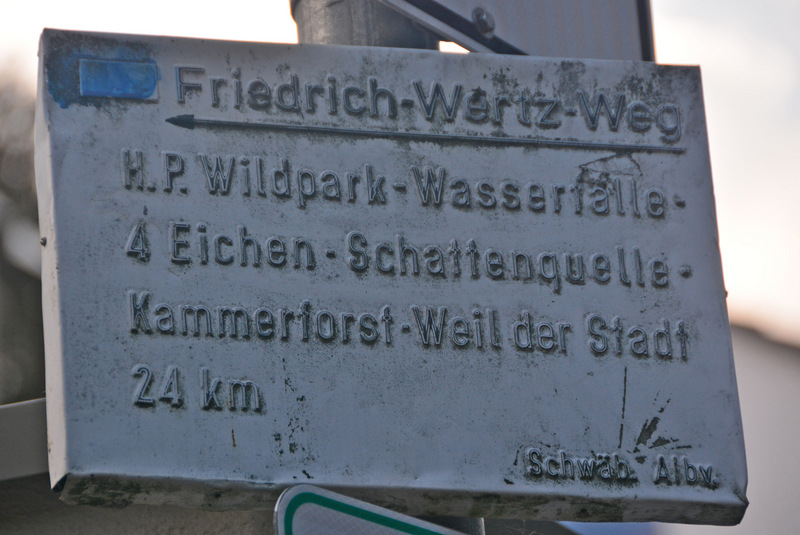 Friedrich-Wertz-Weg
H.P. Wildpark-Wasserfälle-
4 Eichen-Schattenquelle-
Kammerforst-Weil der Stadt
24 km
Schwäb. Albv.